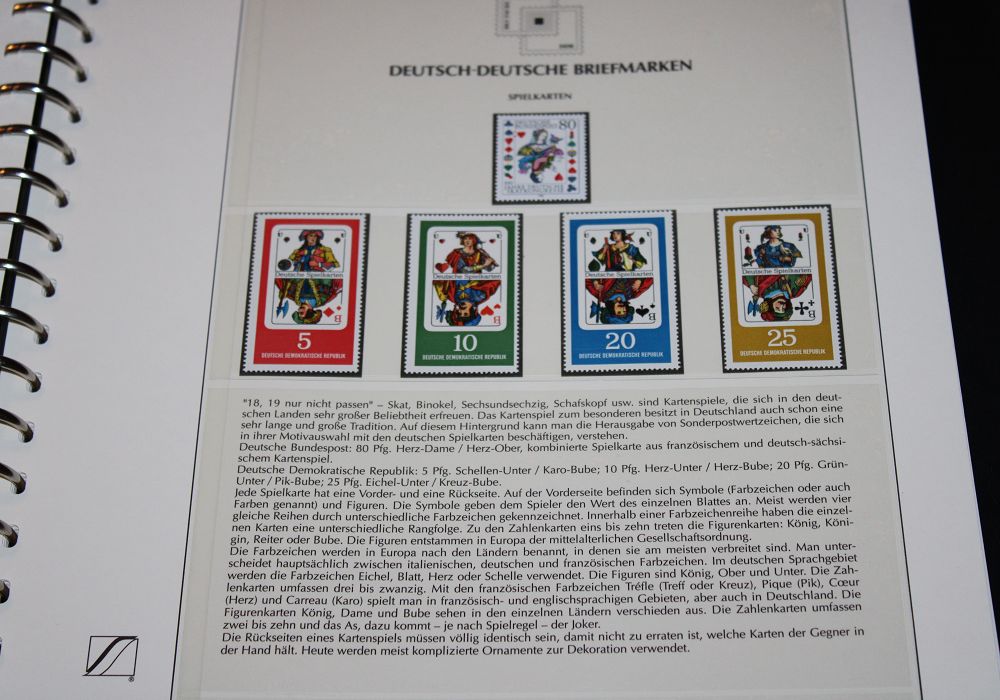 DEUTSCH-DEUTSCHE BRIEFMARKEN
SPIELKARTEN
DEUTSCHE
80
Deutsche Spielkarten
5
DEUTSCHE DEMOKRATISCHE REPUBLIK
Deutsche Spielkarten
10
DEUTSCHE DEMOKRATISCHE REPUBLIK
Deutsche Spielkarten
20
DEUTSCHE DEMOKRATISCHE REPUBLIK
Deutsche Spielkarten
25
DEUTSCHE DEMOKRATISCHE REPUBLIK
"18, 19 nur nicht passen" – Skat, Binokel, Sechsundsechzig, Schafskopf usw. sind Kartenspiele, die sich in den deut-
schen Landen sehr großer Beliebtheit erfreuen. Das Kartenspiel zum besonderen besitzt in Deutschland auch schon eine
sehr lange und große Tradition. Auf diesem Hintergrund kann man die Herausgabe von Sonderpostwertzeichen, die sich
in ihrer Motivauswahl mit den deutschen Spielkarten beschäftigen, verstehen.
Deutsche Bundespost: 80 Pfg. Herz-Dame / Herz-Ober, kombinierte Spielkarte aus französischem und deutsch-sächsi-
schem Kartenspiel.
Deutsche Demokratische Republik: 5 Pfg. Schellen-Unter / Karo-Bube; 10 Pfg. Herz-Unter / Herz-Bube; 20 Pfg. Grün-
Unter / Pik-Bube; 25 Pfg. Eichel-Unter / Kreuz-Bube.
Jede Spielkarte hat eine Vorder- und eine Rückseite. Auf der Vorderseite befinden sich Symbole (Farbzeichen oder auch
Farben genannt) und Figuren. Die Symbole geben dem Spieler den Wert des einzelnen Blattes an. Meist werden vier
gleiche Reihen durch unterschiedliche Farbzeichen gekennzeichnet. Innerhalb einer Farbzeichenreihe haben die einzel-
nen Karten eine unterschiedliche Rangfolge. Zu den Zahlenkarten eins bis zehn treten die Figurenkarten: König, Köni-
gin, Reiter oder Bube. Die Figuren entstammen in Europa der mittelalterlichen Gesellschaftsordnung.
Die Farbzeichen werden in Europa nach den Ländern benannt, in denen sie am meisten verbreitet sind. Man unter-
scheidet hauptsächlich zwischen italienischen, deutschen und französischen Farbzeichen. Im deutschen Sprachgebiet
werden die Farbzeichen Eichel, Blatt, Herz oder Schelle verwendet. Die Figuren sind König, Ober und Unter. Die Zah-
lenkarten umfassen drei bis zwanzig. Mit den französischen Farbzeichen Tréfle (Treff oder Kreuz), Pique (Pik), Cœur
(Herz) und Carreau (Karo) spielt man in französisch- und englischsprachigen Gebieten, aber auch in Deutschland. Die
Figurenkarten König, Dame und Bube sehen in den einzelnen Ländern verschieden aus. Die Zahlenkarten umfassen
zwei bis zehn und das As, dazu kommt – je nach Spielregel – der Joker.
Die Rückseiten eines Kartenspiels müssen völlig identisch sein, damit nicht zu erraten ist, welche Karten der Gegner in
der Hand hält. Heute werden meist komplizierte Ornamente zur Dekoration verwendet.